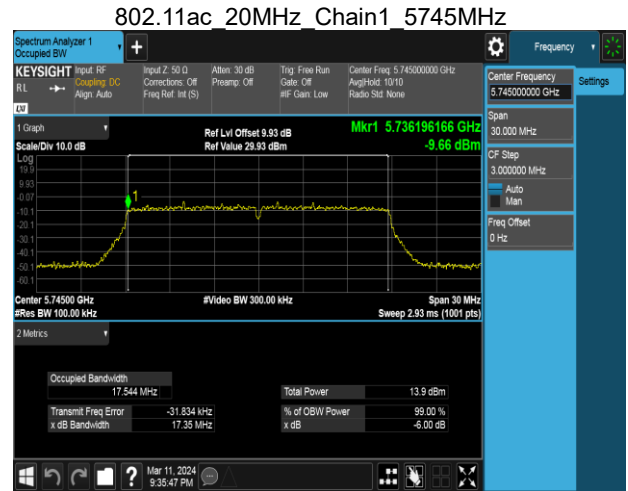 802.11ac_20MHz_Chain1_5745MHz
Spectrum Analyzer 1
Occupied BW
+
Frequency
KEYSIGHT
RL
LXI
Input: RF
Coupling: DC
Align: Auto
Input Z: 50 Ω
Corrections: Off
Freq Ref: Int (S)
Atten: 30 dB
Preamp: Off
Trig: Free Run
Gate: Off
#IF Gain: Low
Center Freq: 5.745000000 GHz
Avg|Hold: 10/10
Radio Std: None
Center Frequency
5.745000000 GHz
Settings
Span
30.000 MHz
CF Step
3.000000 MHz
Auto
Man
Freq Offset
0 Hz
1 Graph
Scale/Div 10.0 dB
Ref Lvl Offset 9.93 dB
Ref Value 29.93 dBm
Mkr1 5.736196166 GHz
-9.66 dBm
Log
19.9
9.93
-0.07
-10.1
-20.1
-30.1
-40.1
-50.1
-60.1
1
Center 5.74500 GHz
#Res BW 100.00 kHz
#Video BW 300.00 kHz
Span 30 MHz
Sweep 2.93 ms (1001 pts)
2 Metrics
Occupied Bandwidth
17.544 MHz
Transmit Freq Error -31.834 kHz
x dB Bandwidth 17.35 MHz
Total Power 13.9 dBm
% of OBW Power 99.00 %
x dB -6.00 dB
?
Mar 11, 2024
9:35:47 PM